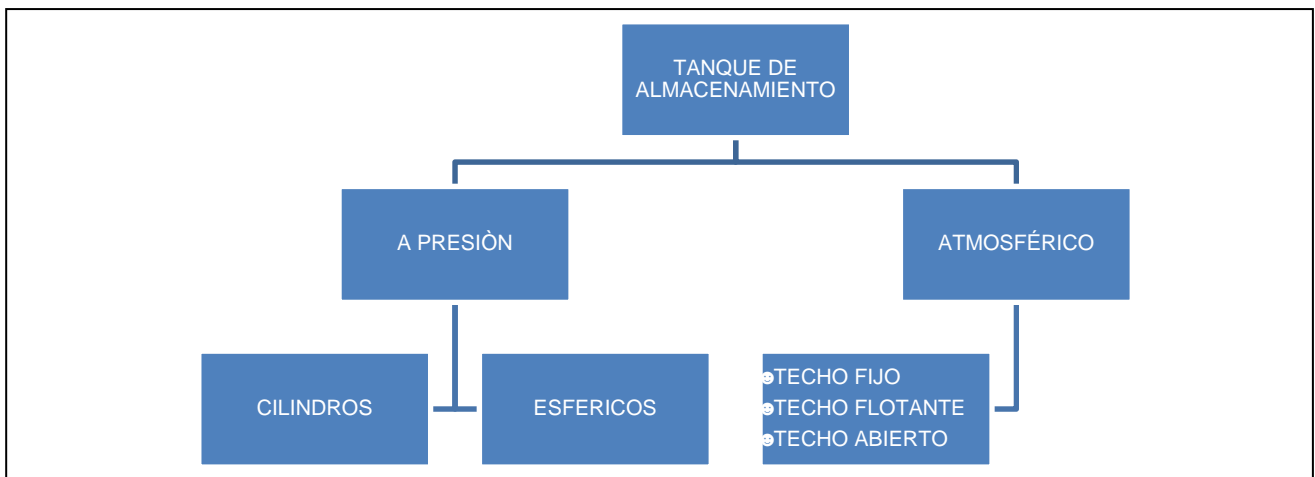 TANQUE DE
ALMACENAMIENTO
A PRESIÒN
ATMOSFÉRICO
CILINDROS
ESFERICOS
☻TECHO FIJO
☻TECHO FLOTANTE
☻TECHO ABIERTO